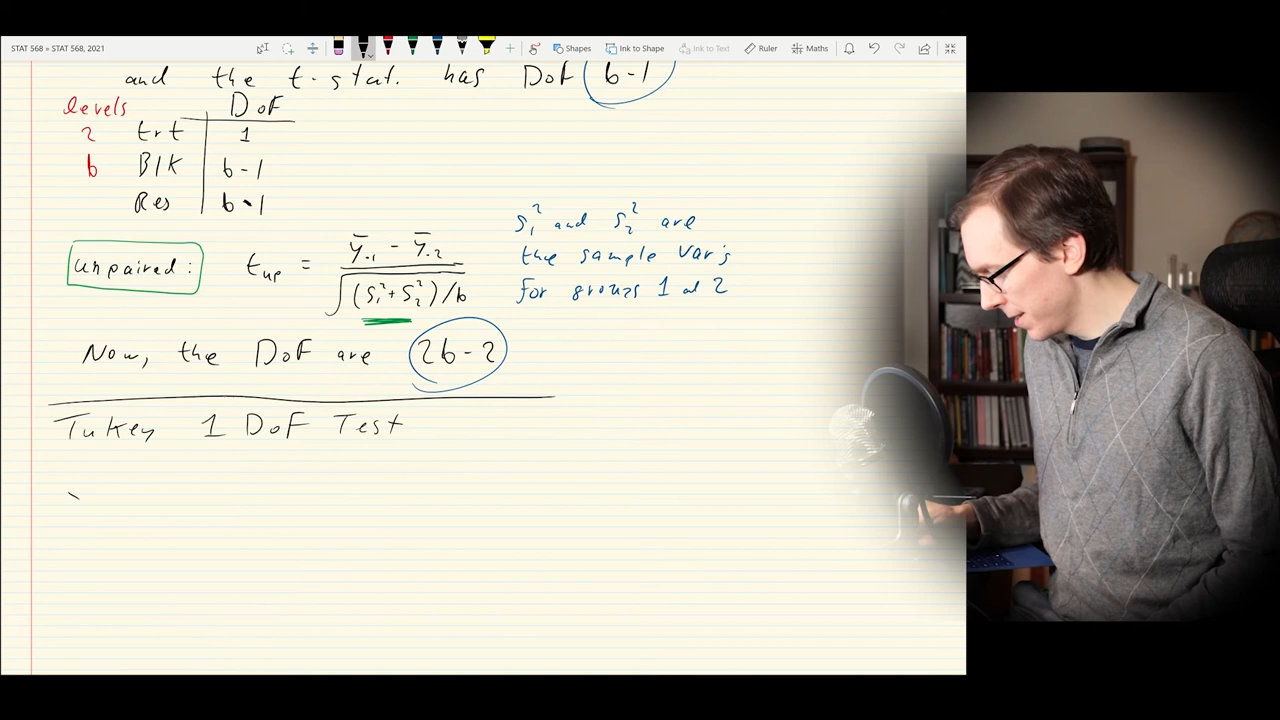 STAT 568 » STAT 568, 2021
Shapes Ink to Shape Ink to Text Ruler Maths
and the t-stat. has DoF b-1
levels DoF
2 trt 1
b Blk b-1
Res b-1
unpaired: t_up = (ȳ.₁ - ȳ.₂) / √((S₁²+S₂²)/b)
S₁² and S₂² are
the sample var's
for groups 1 and 2
Now, the DoF are 2b-2
Tukey 1 DoF Test